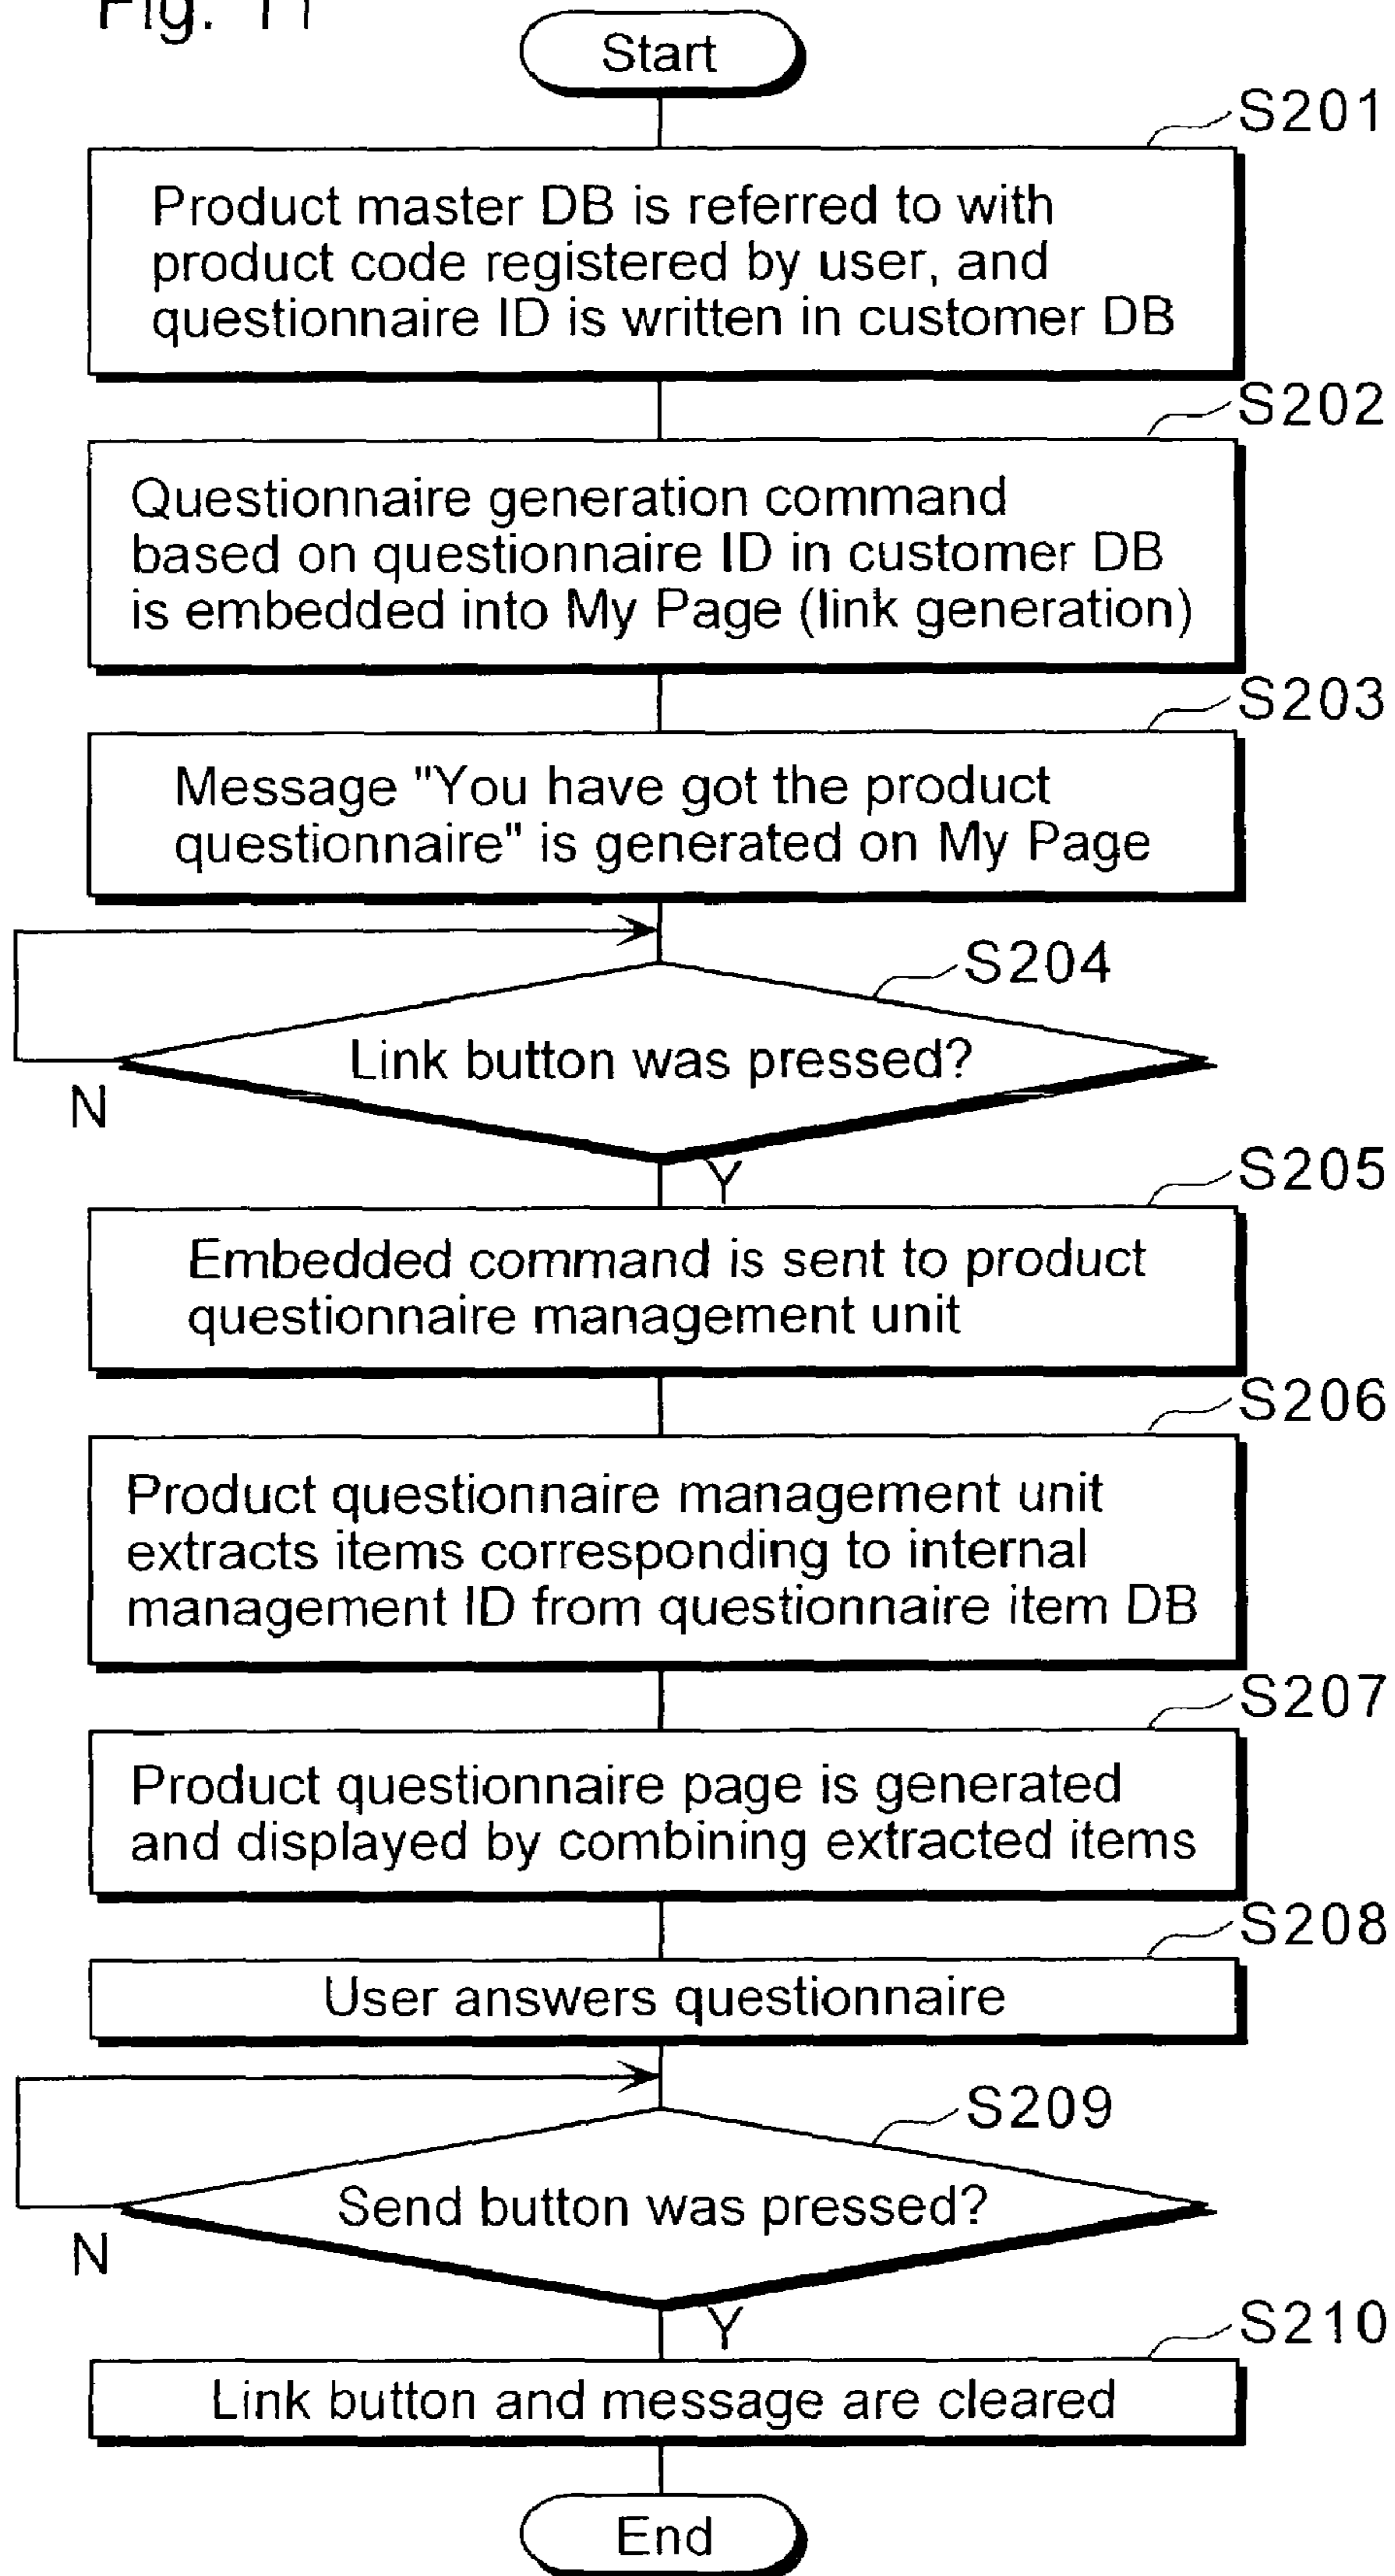 Fig. 11
Start
S201
Product master DB is referred to with
product code registered by user, and
questionnaire ID is written in customer DB
S202
Questionnaire generation command
based on questionnaire ID in customer DB
is embedded into My Page (link generation)
S203
Message "You have got the product
questionnaire" is generated on My Page
S204
Link button was pressed?
N
Y
S205
Embedded command is sent to product
questionnaire management unit
S206
Product questionnaire management unit
extracts items corresponding to internal
management ID from questionnaire item DB
S207
Product questionnaire page is generated
and displayed by combining extracted items
S208
User answers questionnaire
S209
Send button was pressed?
N
Y
S210
Link button and message are cleared
End